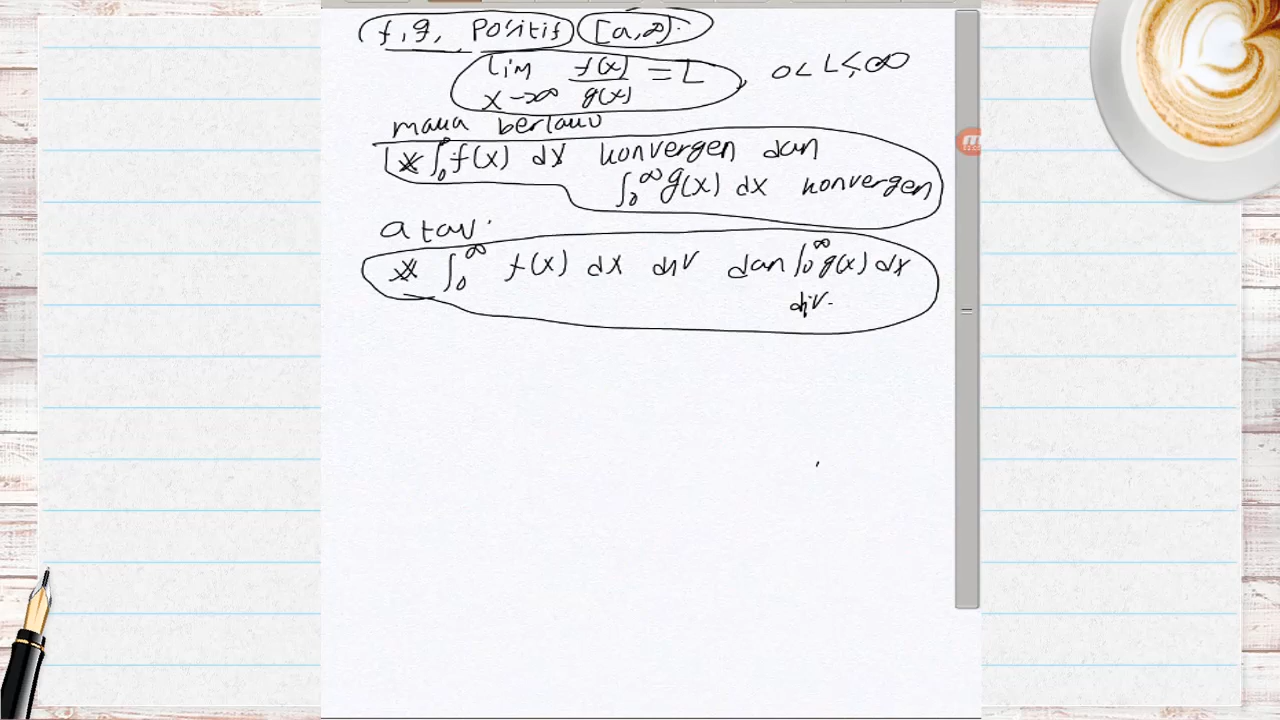 f, g, Positif [a, ∞).
lim x→∞ f(x)/g(x) = L, 0 < L < ∞
maka berlaku
* ∫₀^∞ f(x) dx konvergen dan
∫₀^∞ g(x) dx konvergen
atau
* ∫₀^∞ f(x) dx div dan ∫₀^∞ g(x) dx
div.